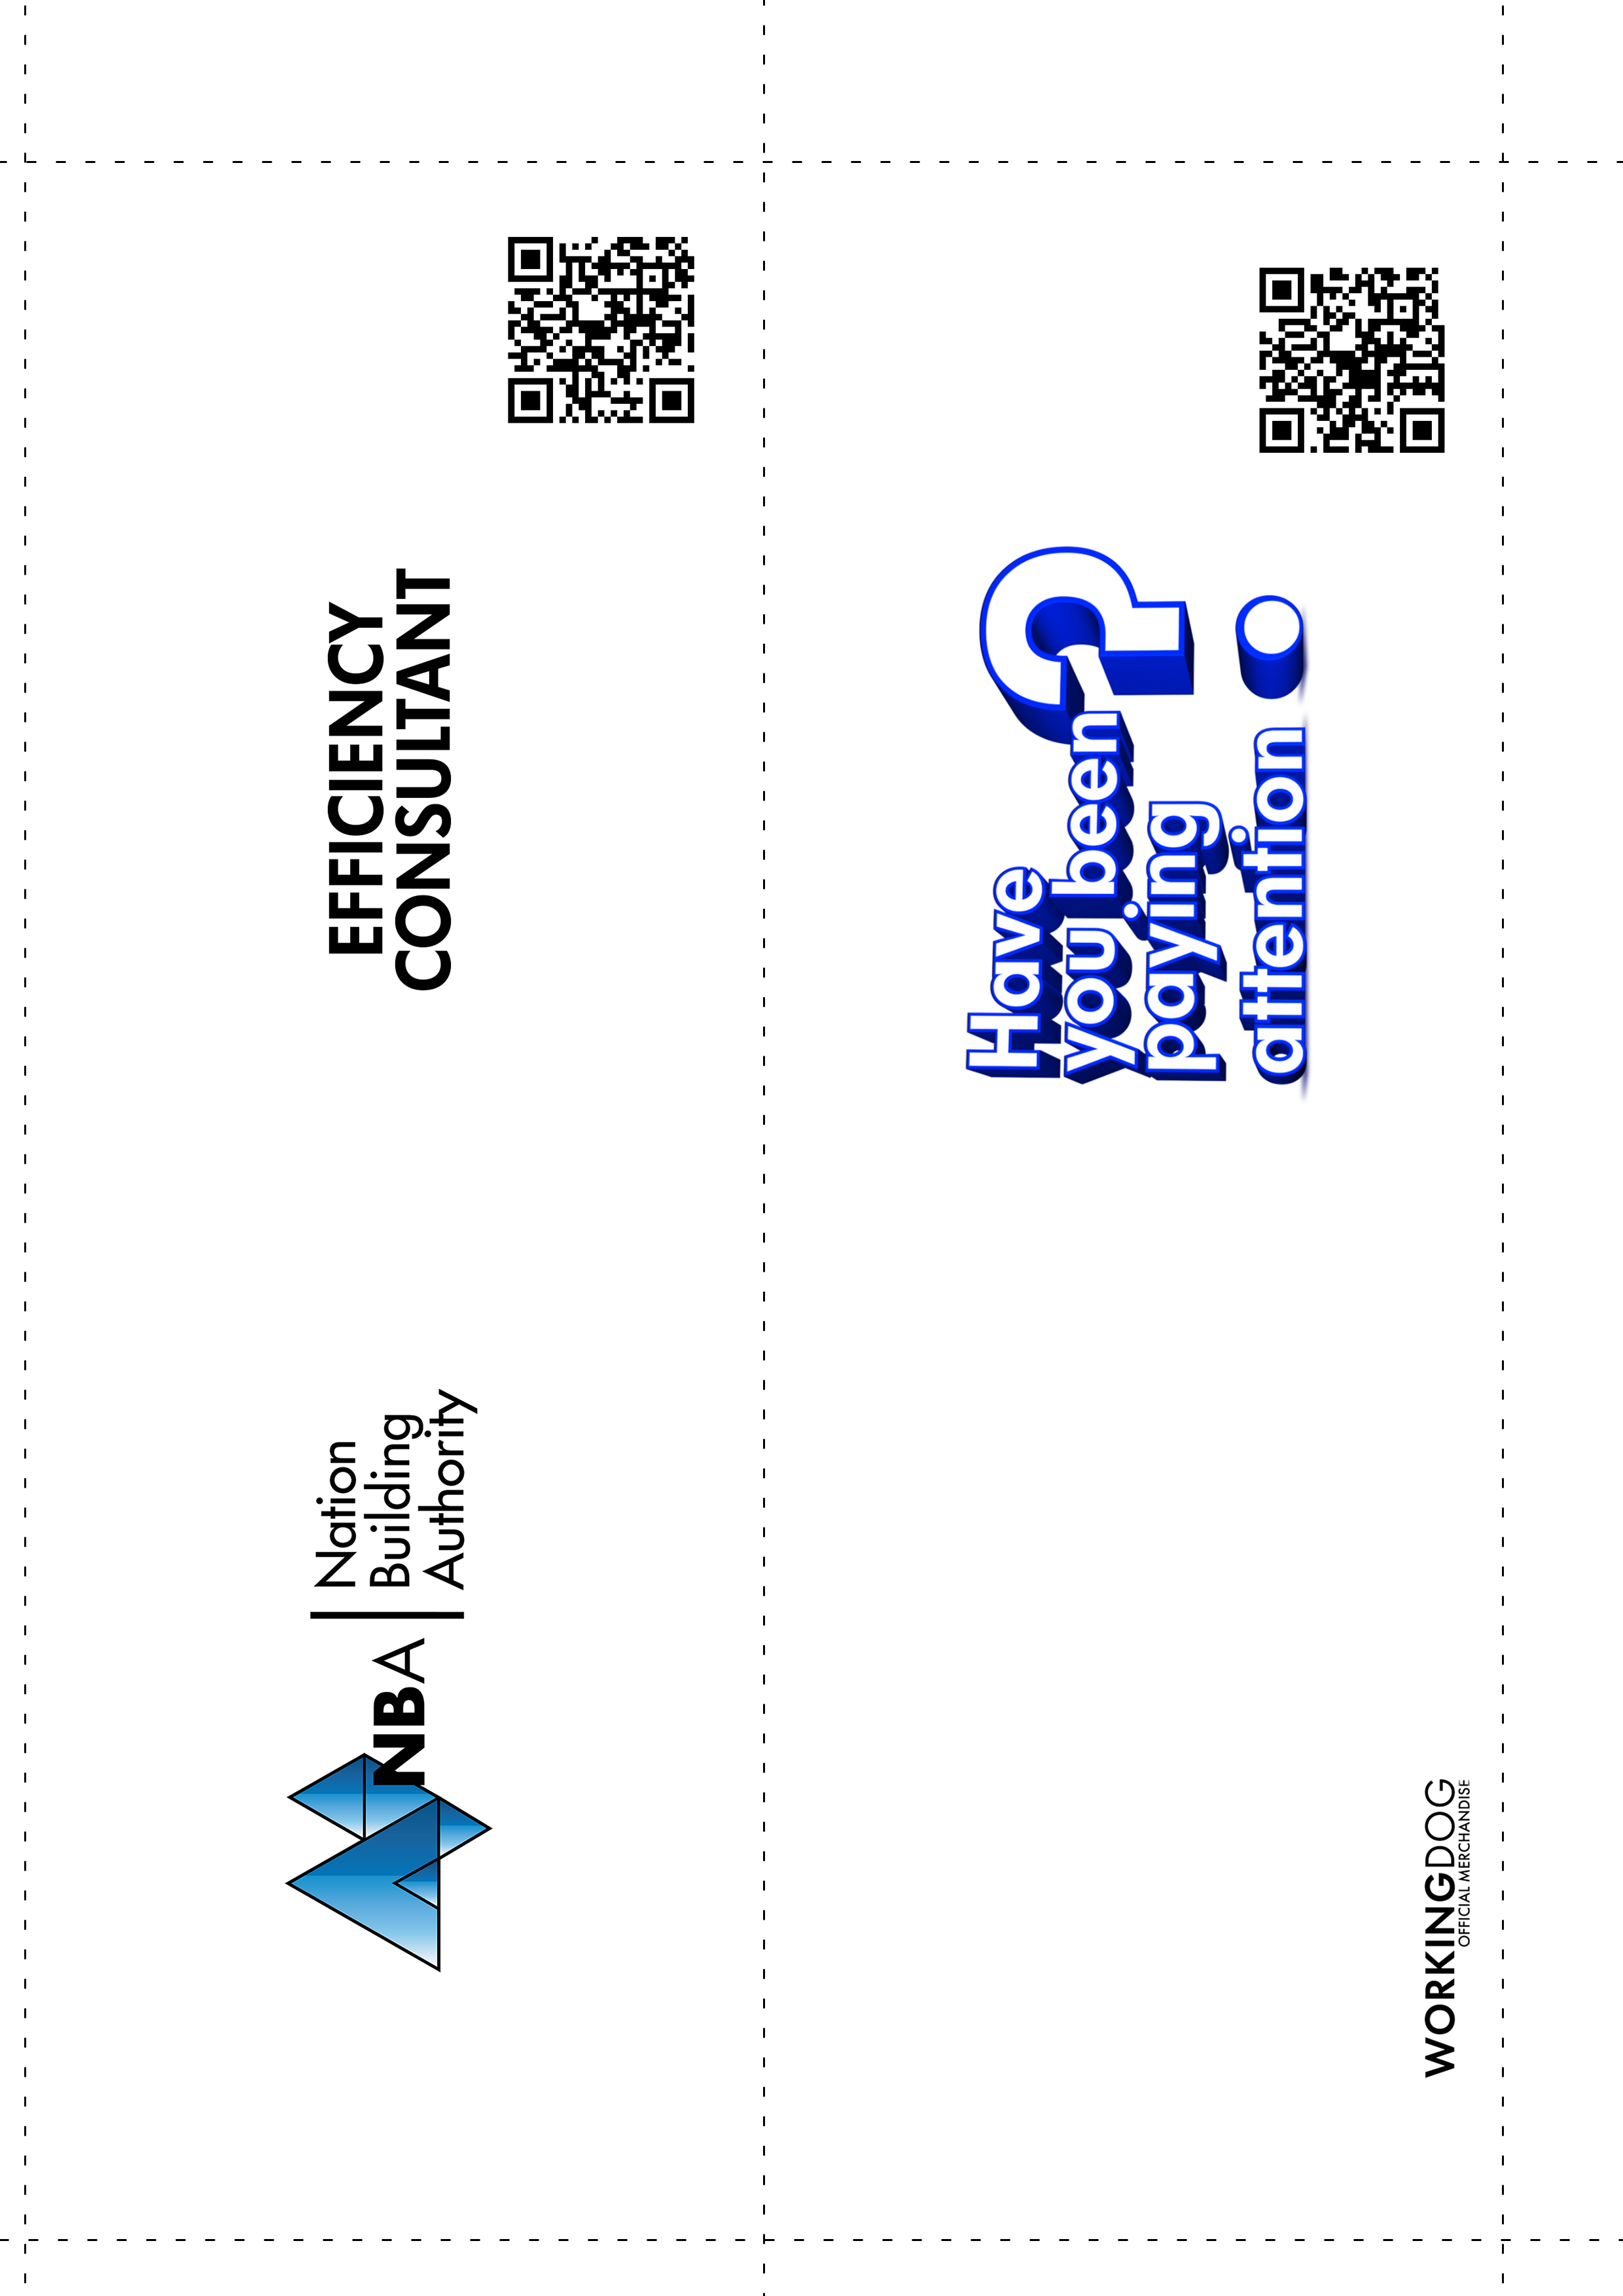 EFFICIENCY
CONSULTANT
NBA
Nation
Building
Authority
Have
you been
paying
attention?
WORKINGDOG
OFFICIAL MERCHANDISE